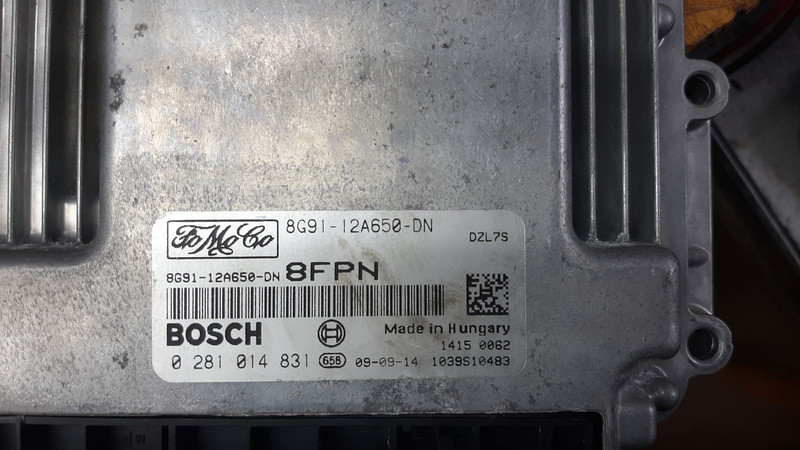 FoMoCo 8G91-12A650-DN
DZL7S
8G91-12A650-DN 8FPN
BOSCH Made in Hungary
1415 0062
0 281 014 831 658 09-09-14 1039S10483